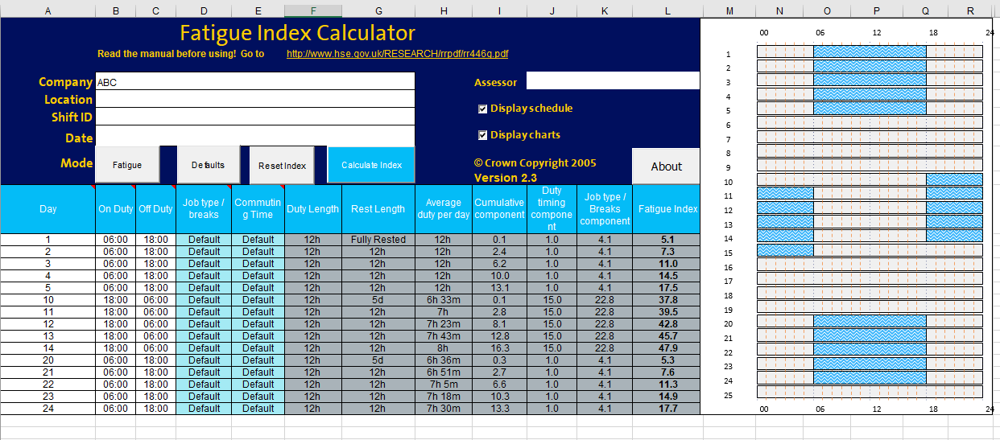 A B C D E F G H I J K L M N O P Q R
Fatigue Index Calculator
Read the manual before using! Go to http://www.hse.gov.uk/RESEARCH/rrpdf/rr446g.pdf
Company ABC Assessor
Location
Shift ID
Display schedule
Date
Display charts
Mode Fatigue Defaults Reset Index Calculate Index
© Crown Copyright 2005
Version 2.3
About
Day On Duty Off Duty Job type / breaks Commuting Time Duty Length Rest Length Average duty per day Cumulative component Duty timing component Job type / Breaks component Fatigue Index
1 06:00 18:00 Default Default 12h Fully Rested 12h 0.1 1.0 4.1 5.1
2 06:00 18:00 Default Default 12h 12h 12h 2.4 1.0 4.1 7.3
3 06:00 18:00 Default Default 12h 12h 12h 6.2 1.0 4.1 11.0
4 06:00 18:00 Default Default 12h 12h 12h 10.0 1.0 4.1 14.5
5 06:00 18:00 Default Default 12h 12h 12h 13.1 1.0 4.1 17.5
10 18:00 06:00 Default Default 12h 5d 6h 33m 0.1 15.0 22.8 37.8
11 18:00 06:00 Default Default 12h 12h 7h 2.8 15.0 22.8 39.5
12 18:00 06:00 Default Default 12h 12h 7h 23m 8.1 15.0 22.8 42.8
13 18:00 06:00 Default Default 12h 12h 7h 43m 12.8 15.0 22.8 45.7
14 18:00 06:00 Default Default 12h 12h 8h 16.3 15.0 22.8 47.9
20 06:00 18:00 Default Default 12h 5d 6h 36m 0.3 1.0 4.1 5.3
21 06:00 18:00 Default Default 12h 12h 6h 51m 2.7 1.0 4.1 7.6
22 06:00 18:00 Default Default 12h 12h 7h 5m 6.6 1.0 4.1 11.3
23 06:00 18:00 Default Default 12h 12h 7h 18m 10.3 1.0 4.1 14.9
24 06:00 18:00 Default Default 12h 12h 7h 30m 13.3 1.0 4.1 17.7
00 06 12 18 24
1
2
3
4
5
6
7
8
9
10
11
12
13
14
15
16
17
18
19
20
21
22
23
24
25
00 06 12 18 24